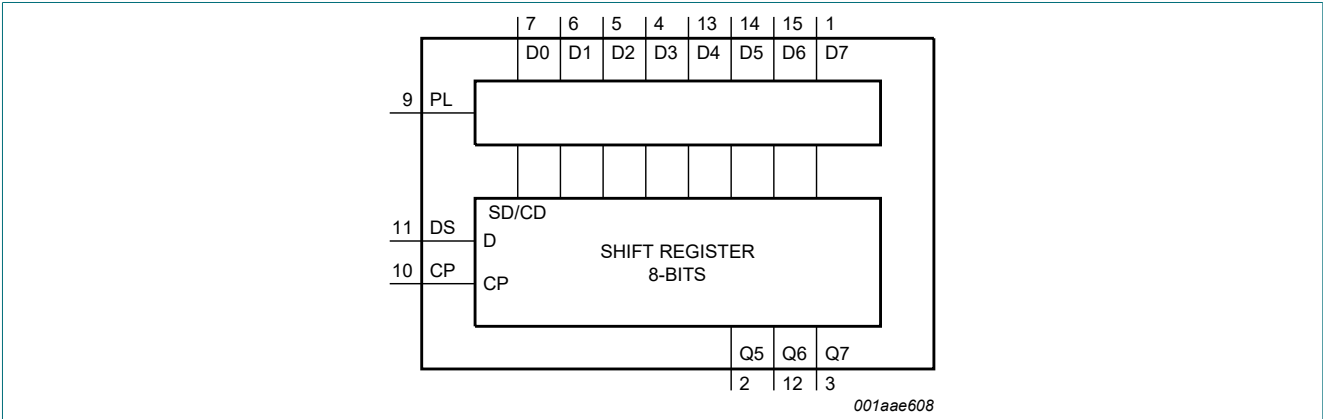 7 6 5 4 13 14 15 1
D0 D1 D2 D3 D4 D5 D6 D7
9 PL
SD/CD
11 DS
D
SHIFT REGISTER
8-BITS
10 CP
CP
Q5 Q6 Q7
2 12 3
001aae608